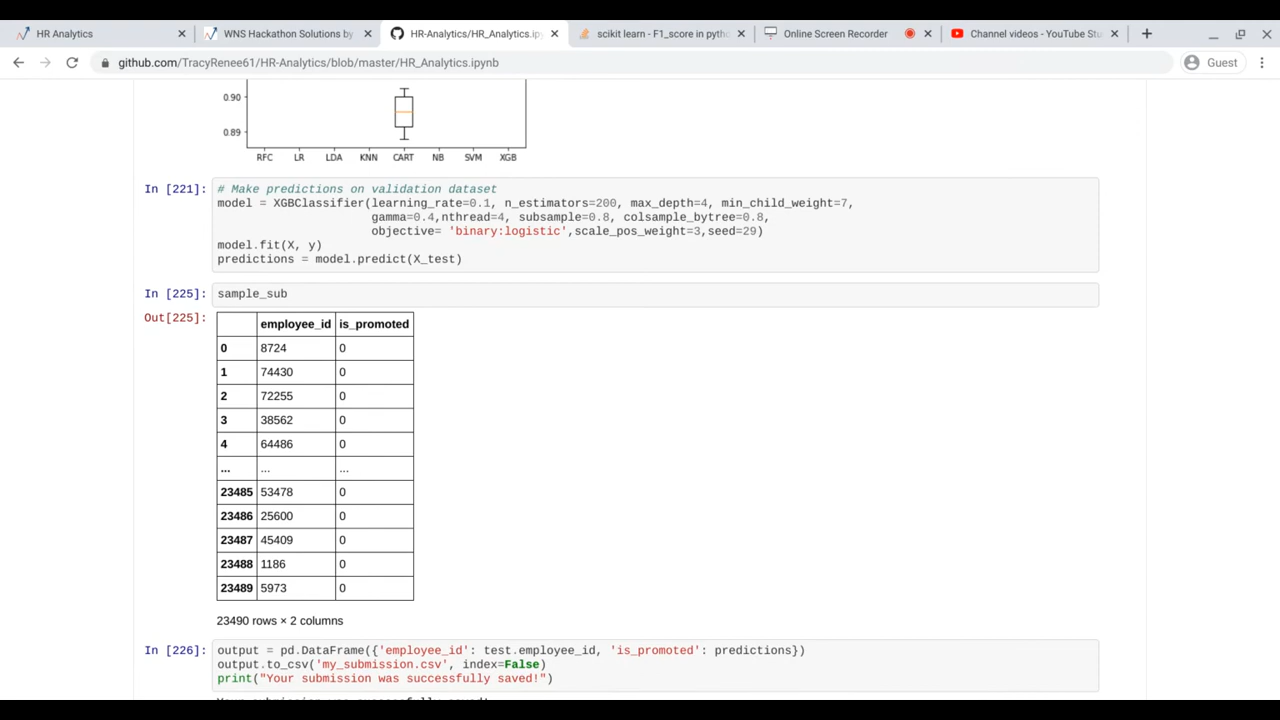 HR Analytics
WNS Hackathon Solutions by
HR-Analytics/HR_Analytics.ipy
scikit learn - F1_score in pytho
Online Screen Recorder
Channel videos - YouTube Stu
github.com/TracyRenee61/HR-Analytics/blob/master/HR_Analytics.ipynb
Guest
0.90
0.89
RFC LR LDA KNN CART NB SVM XGB
In [221]:
# Make predictions on validation dataset
model = XGBClassifier(learning_rate=0.1, n_estimators=200, max_depth=4, min_child_weight=7,
gamma=0.4,nthread=4, subsample=0.8, colsample_bytree=0.8,
objective= 'binary:logistic',scale_pos_weight=3,seed=29)
model.fit(X, y)
predictions = model.predict(X_test)
In [225]: sample_sub
Out[225]:
employee_id is_promoted
0 8724 0
1 74430 0
2 72255 0
3 38562 0
4 64486 0
... ... ...
23485 53478 0
23486 25600 0
23487 45409 0
23488 1186 0
23489 5973 0
23490 rows × 2 columns
In [226]: output = pd.DataFrame({'employee_id': test.employee_id, 'is_promoted': predictions})
output.to_csv('my_submission.csv', index=False)
print("Your submission was successfully saved!")
Your submission was successfully saved!